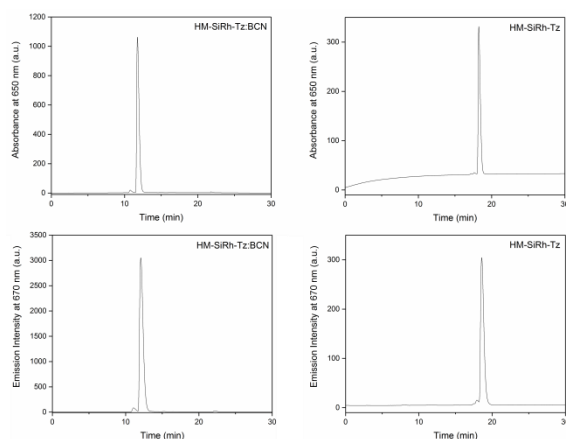 HM-SiRh-Tz:BCN
Absorbance at 650 nm (a.u.)
1200
1000
800
600
400
200
0
0 10 20 30
Time (min)
HM-SiRh-Tz
Absorbance at 650 nm (a.u.)
300
200
100
0
0 10 20 30
Time (min)
HM-SiRh-Tz:BCN
Emission Intensity at 670 nm (a.u.)
3500
3000
2500
2000
1500
1000
500
0
0 10 20 30
Time (min)
HM-SiRh-Tz
Emission Intensity at 670 nm (a.u.)
300
200
100
0
0 10 20 30
Time (min)